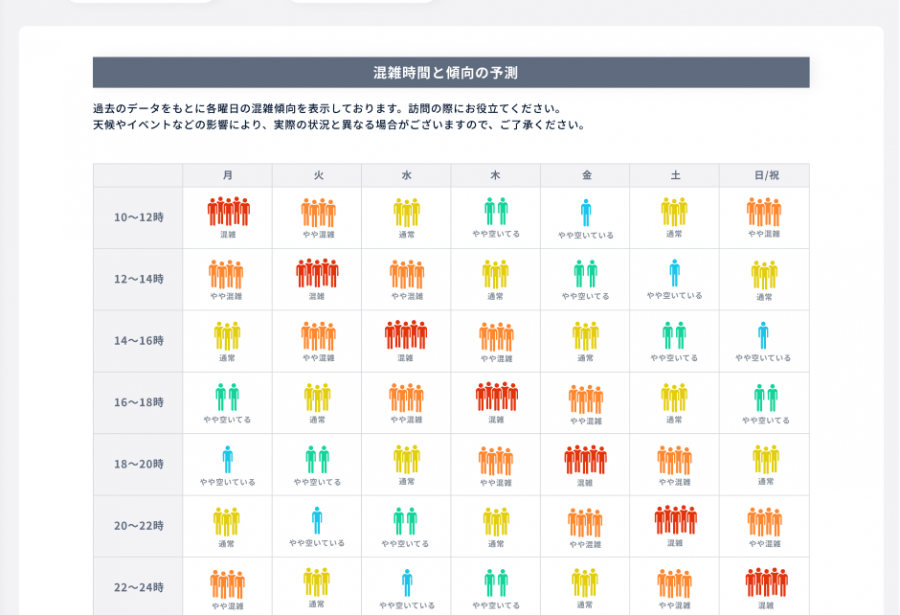 混雑時間と傾向の予測
過去のデータをもとに各曜日の混雑傾向を表示しております。訪問の際にお役立てください。
天候やイベントなどの影響により、実際の状況と異なる場合がございますので、ご了承ください。
月 火 水 木 金 土 日/祝
10〜12時 混雑 やや混雑 通常 やや空いてる やや空いている 通常 やや混雑
12〜14時 やや混雑 混雑 やや混雑 通常 やや空いてる やや空いている 通常
14〜16時 通常 やや混雑 混雑 やや混雑 通常 やや空いてる やや空いている
16〜18時 やや空いてる 通常 やや混雑 混雑 やや混雑 通常 やや空いてる
18〜20時 やや空いている やや空いてる 通常 やや混雑 混雑 やや混雑 通常
20〜22時 通常 やや空いている やや空いてる 通常 やや混雑 混雑 やや混雑
22〜24時 やや混雑 通常 やや空いている やや空いてる 通常 やや混雑 混雑